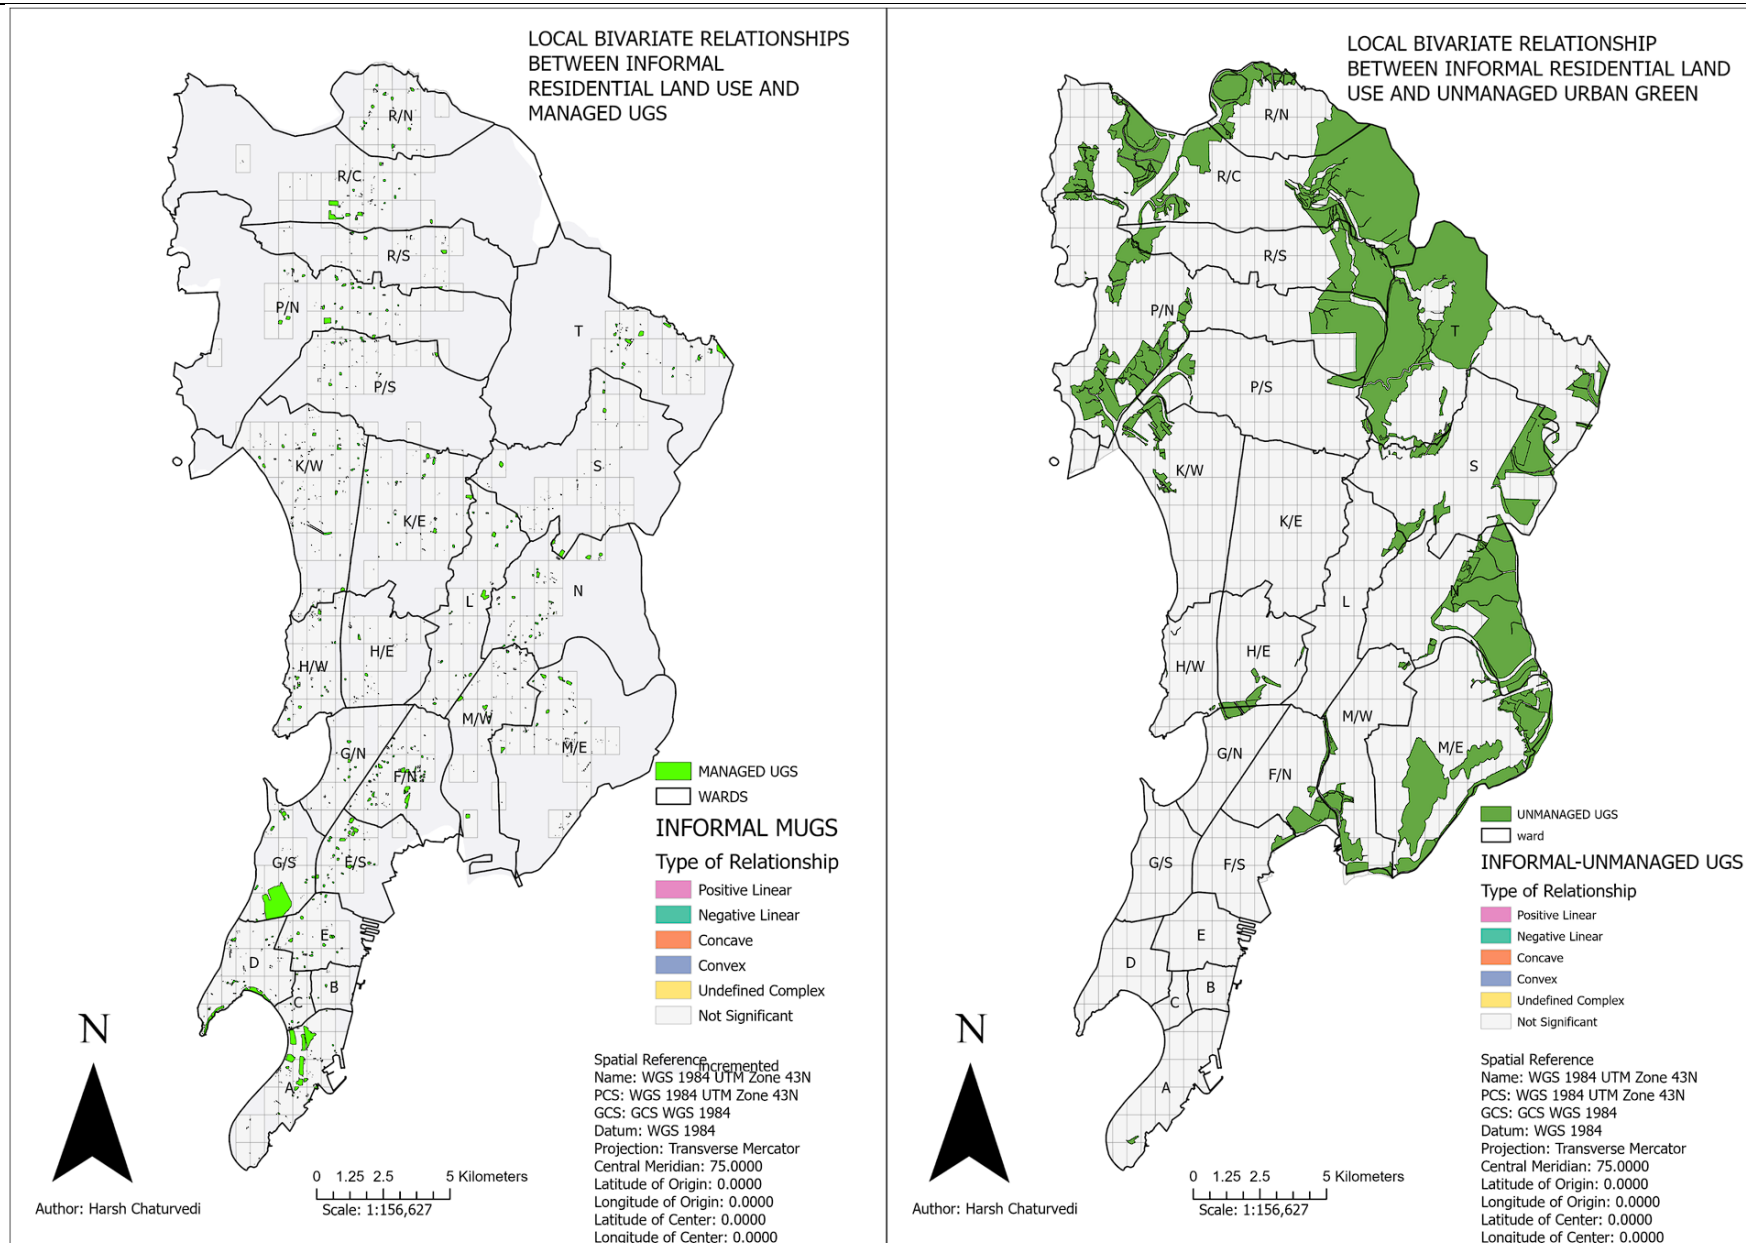 LOCAL BIVARIATE RELATIONSHIPS
BETWEEN INFORMAL
RESIDENTIAL LAND USE AND
MANAGED UGS
R/N
R/C
R/S
P/N
T
P/S
K/W
S
K/E
N
L
H/E
H/W
M/W
G/N
M/E
F/N
G/S
F/S
E
D
B
C
A
MANAGED UGS
WARDS
INFORMAL MUGS
Type of Relationship
Positive Linear
Negative Linear
Concave
Convex
Undefined Complex
Not Significant
incremented
N
Author: Harsh Chaturvedi
0 1.25 2.5 5 Kilometers
Scale: 1:156,627
Spatial Reference
Name: WGS 1984 UTM Zone 43N
PCS: WGS 1984 UTM Zone 43N
GCS: GCS WGS 1984
Datum: WGS 1984
Projection: Transverse Mercator
Central Meridian: 75.0000
Latitude of Origin: 0.0000
Longitude of Origin: 0.0000
Latitude of Center: 0.0000
Longitude of Center: 0.0000
LOCAL BIVARIATE RELATIONSHIP
BETWEEN INFORMAL RESIDENTIAL LAND
USE AND UNMANAGED URBAN GREEN
R/N
R/C
R/S
P/N
T
P/S
K/W
S
K/E
N
L
H/E
H/W
M/W
G/N
M/E
F/N
G/S
F/S
E
D
B
C
A
UNMANAGED UGS
ward
INFORMAL-UNMANAGED UGS
Type of Relationship
Positive Linear
Negative Linear
Concave
Convex
Undefined Complex
Not Significant
N
Author: Harsh Chaturvedi
0 1.25 2.5 5 Kilometers
Scale: 1:156,627
Spatial Reference
Name: WGS 1984 UTM Zone 43N
PCS: WGS 1984 UTM Zone 43N
GCS: GCS WGS 1984
Datum: WGS 1984
Projection: Transverse Mercator
Central Meridian: 75.0000
Latitude of Origin: 0.0000
Longitude of Origin: 0.0000
Latitude of Center: 0.0000
Longitude of Center: 0.0000